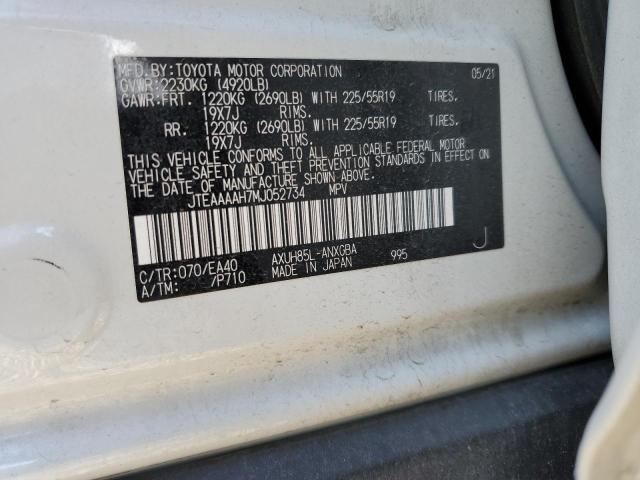 MFD. BY: TOYOTA MOTOR CORPORATION 05/21
GVWR: 2230KG (4920LB)
GAWR: FRT. 1220KG (2690LB) WITH 225/55R19 TIRES.
19X7J RIMS.
RR. 1220KG (2690LB) WITH 225/55R19 TIRES.
19X7J RIMS.
THIS VEHICLE CONFORMS TO ALL APPLICABLE FEDERAL MOTOR
VEHICLE SAFETY AND THEFT PREVENTION STANDARDS IN EFFECT ON
THE DATE OF MANUFACTURE SHOWN ABOVE.
JTEAAAAH7MJ052734 MPV
C/TR: 070/EA40 AXUH85L-ANXGBA 995 J
A/TM: /P710 MADE IN JAPAN